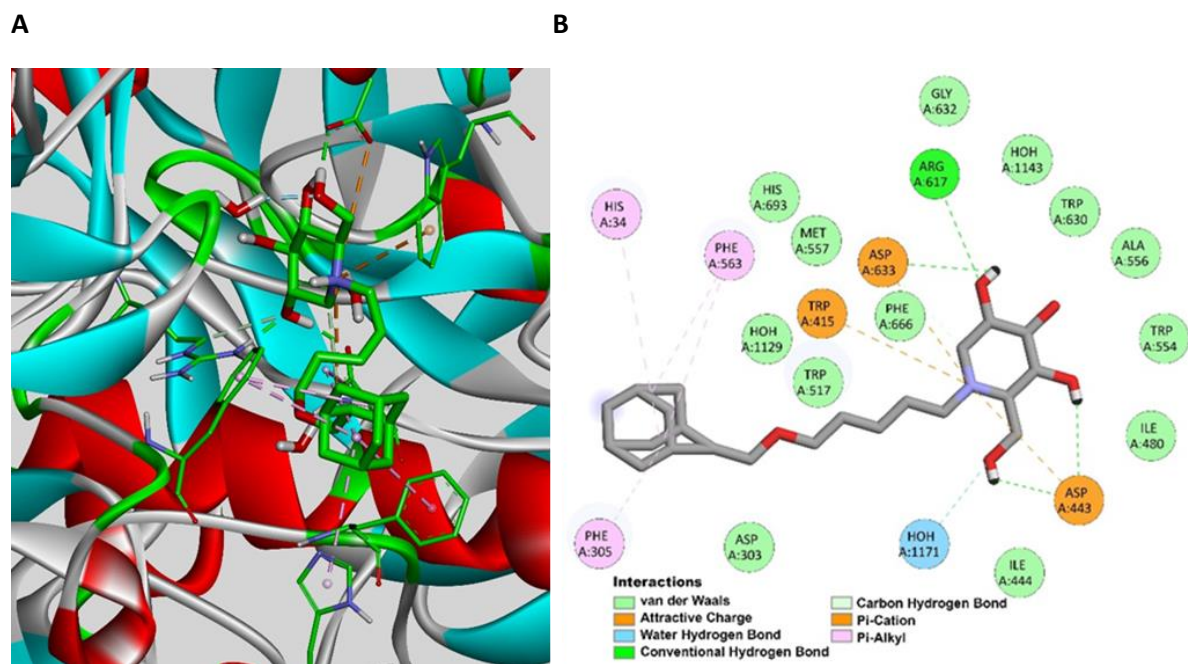 A
B
GLY
A:632
HOH
A:1143
ARG
A:617
HIS
A:693
TRP
A:630
HIS
A:34
MET
A:557
PHE
A:563
ASP
A:633
ALA
A:556
TRP
A:415
PHE
A:666
HOH
A:1129
TRP
A:554
TRP
A:517
ILE
A:480
ASP
A:443
PHE
A:305
ASP
A:303
HOH
A:1171
ILE
A:444
Interactions
van der Waals
Attractive Charge
Water Hydrogen Bond
Conventional Hydrogen Bond
Carbon Hydrogen Bond
Pi-Cation
Pi-Alkyl